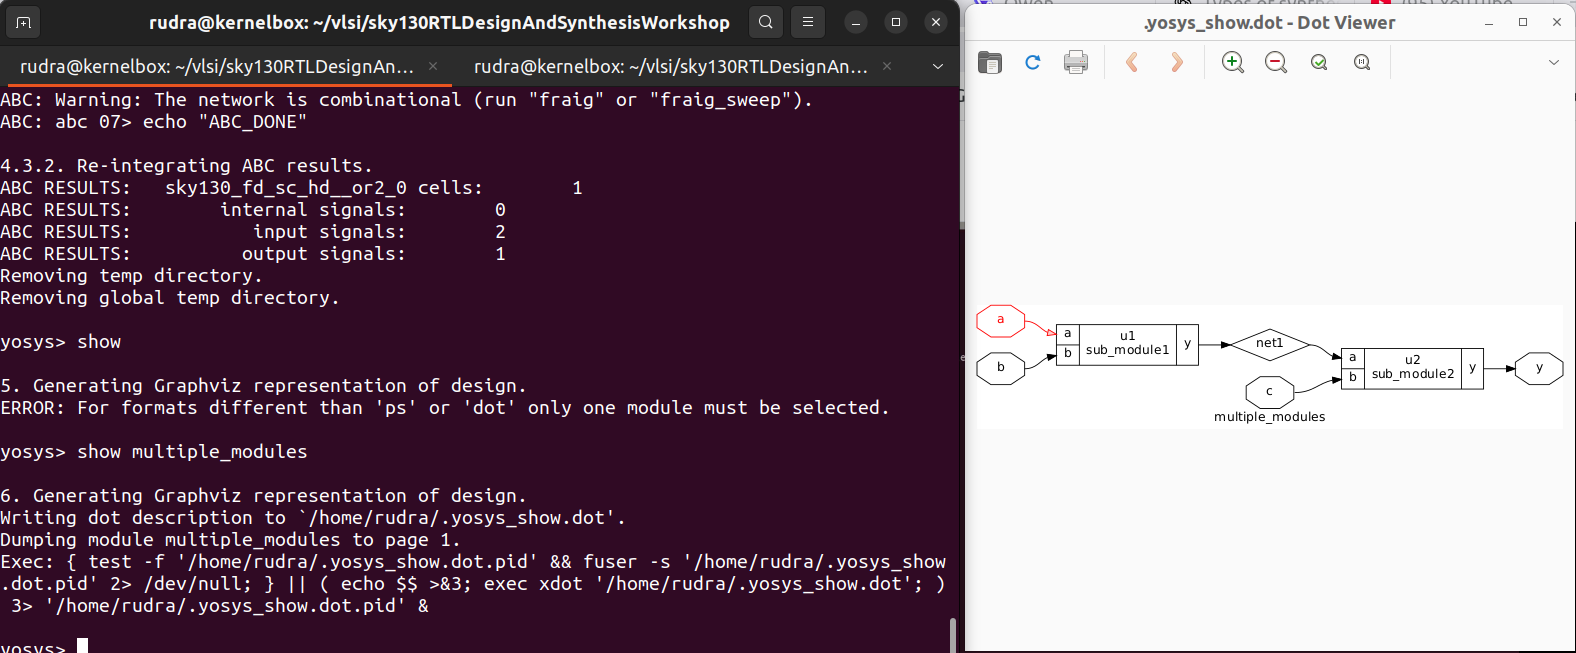 rudra@kernelbox: ~/vlsi/sky130RTLDesignAndSynthesisWorkshop
rudra@kernelbox: ~/vlsi/sky130RTLDesignAn...
rudra@kernelbox: ~/vlsi/sky130RTLDesignAn...
ABC: Warning: The network is combinational (run "fraig" or "fraig_sweep").
ABC: abc 07> echo "ABC_DONE"
4.3.2. Re-integrating ABC results.
ABC RESULTS:   sky130_fd_sc_hd__or2_0 cells:        1
ABC RESULTS:        internal signals:        0
ABC RESULTS:           input signals:        2
ABC RESULTS:          output signals:        1
Removing temp directory.
Removing global temp directory.
yosys> show
5. Generating Graphviz representation of design.
ERROR: For formats different than 'ps' or 'dot' only one module must be selected.
yosys> show multiple_modules
6. Generating Graphviz representation of design.
Writing dot description to `/home/rudra/.yosys_show.dot'.
Dumping module multiple_modules to page 1.
Exec: { test -f '/home/rudra/.yosys_show.dot.pid' && fuser -s '/home/rudra/.yosys_show
.dot.pid' 2> /dev/null; } || ( echo $$ >&3; exec xdot '/home/rudra/.yosys_show.dot'; )
 3> '/home/rudra/.yosys_show.dot.pid' &
yosys>
.yosys_show.dot - Dot Viewer
a
b
a
b
u1
sub_module1
y
net1
c
a
b
u2
sub_module2
y
y
multiple_modules